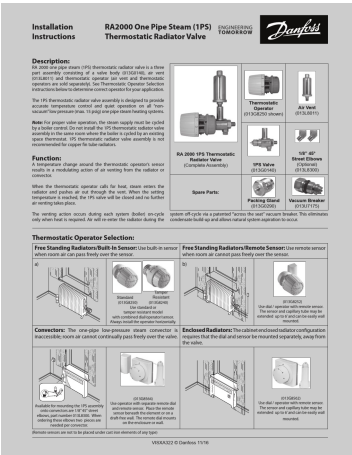 Installation
Instructions
RA2000 One Pipe Steam (1PS)
Thermostatic Radiator Valve
ENGINEERING
TOMORROW
Danfoss
Description:
RA 2000 one pipe steam (1PS) thermostatic radiator valve is a three
part assembly consisting of a valve body (013G0140), air vent
(013L8011) and thermostatic operator (air vent and thermostatic
operators are sold separately). See Thermostatic Operator Selection
instructions below to determine correct operator for your application.
The 1PS thermostatic radiator valve assembly is designed to provide
accurate temperature control and quiet operation on all "non-
vacuum" low pressure (max. 15 psig) one pipe steam heating systems.
Note: For proper valve operation, the steam supply must be cycled
by a boiler control. Do not install the 1PS thermostatic radiator valve
assembly in the same room where the boiler is cycled by an existing
space thermostat. 1PS thermostatic radiator valve assembly is not
recommended for copper fin tube radiators.
Function:
A temperature change around the thermostatic operator's sensor
results in a modulating action of air venting from the radiator or
convector.
When the thermostatic operator calls for heat, steam enters the
radiator and pushes air out through the vent. When the setting
temperature is reached, the 1PS valve will be closed and no further
air venting takes place.
The venting action occurs during each system (boiler) on-cycle
only when heat is required. Air will re-enter the radiator during the
system off-cycle via a patented "across the seat" vacuum breaker. This eliminates
condensate build up and allows natural system aspiration to occur.
RA 2000 1PS Thermostatic
Radiator Valve
(Complete Assembly)
Thermostatic
Operator
(013G8250 shown)
Air Vent
(013L8011)
1PS Valve
(013G0140)
1/8" 45°
Street Elbows
(Optional)
(013L8300)
Spare Parts:
Packing Gland
(013G0290)
Vacuum Breaker
(013U7175)
Thermostatic Operator Selection:
Free Standing Radiators/Built-In Sensor: Use built-in sensor
when room air can pass freely over the sensor.
Free Standing Radiators/Remote Sensor: Use remote sensor
when room air cannot pass freely over the sensor.
a)
Standard
(013G8250)
Tamper
Resistant
(013G8240)
Use standard or
tamper resistant model
with combined dial/operator/sensor.
Always install the operator horizontally.
b)
(013G8252)
Use dial / operator with remote sensor.
The sensor and capillary tube may be
extended up to 6' and can be easily wall
mounted.
Convectors: The one-pipe low-pressure steam convector is
inaccessible; room air cannot continually pass freely over the valve.
Enclosed Radiators: The cabinet enclosed radiator configuration
requires that the dial and sensor be mounted separately, away from
the valve.
Available for mounting the 1PS assembly
onto convectors are 1/8" 45° street
elbows, part number 013L8300. When
ordering these elbows two pieces are
needed per convector.
(013G8564)
Use operator with separate remote dial
and remote sensor. Place the remote
sensor beneath the element or on a
draft free wall. The remote dial mounts
on the enclosure or wall.
(013G8562)
Use dial / operator with remote sensor.
The sensor and capillary tube may be
extended up to 6' and can be easily wall
mounted.
(Remote sensors are not to be placed under cast iron elements of any type).
VIXXA322 © Danfoss 11/16